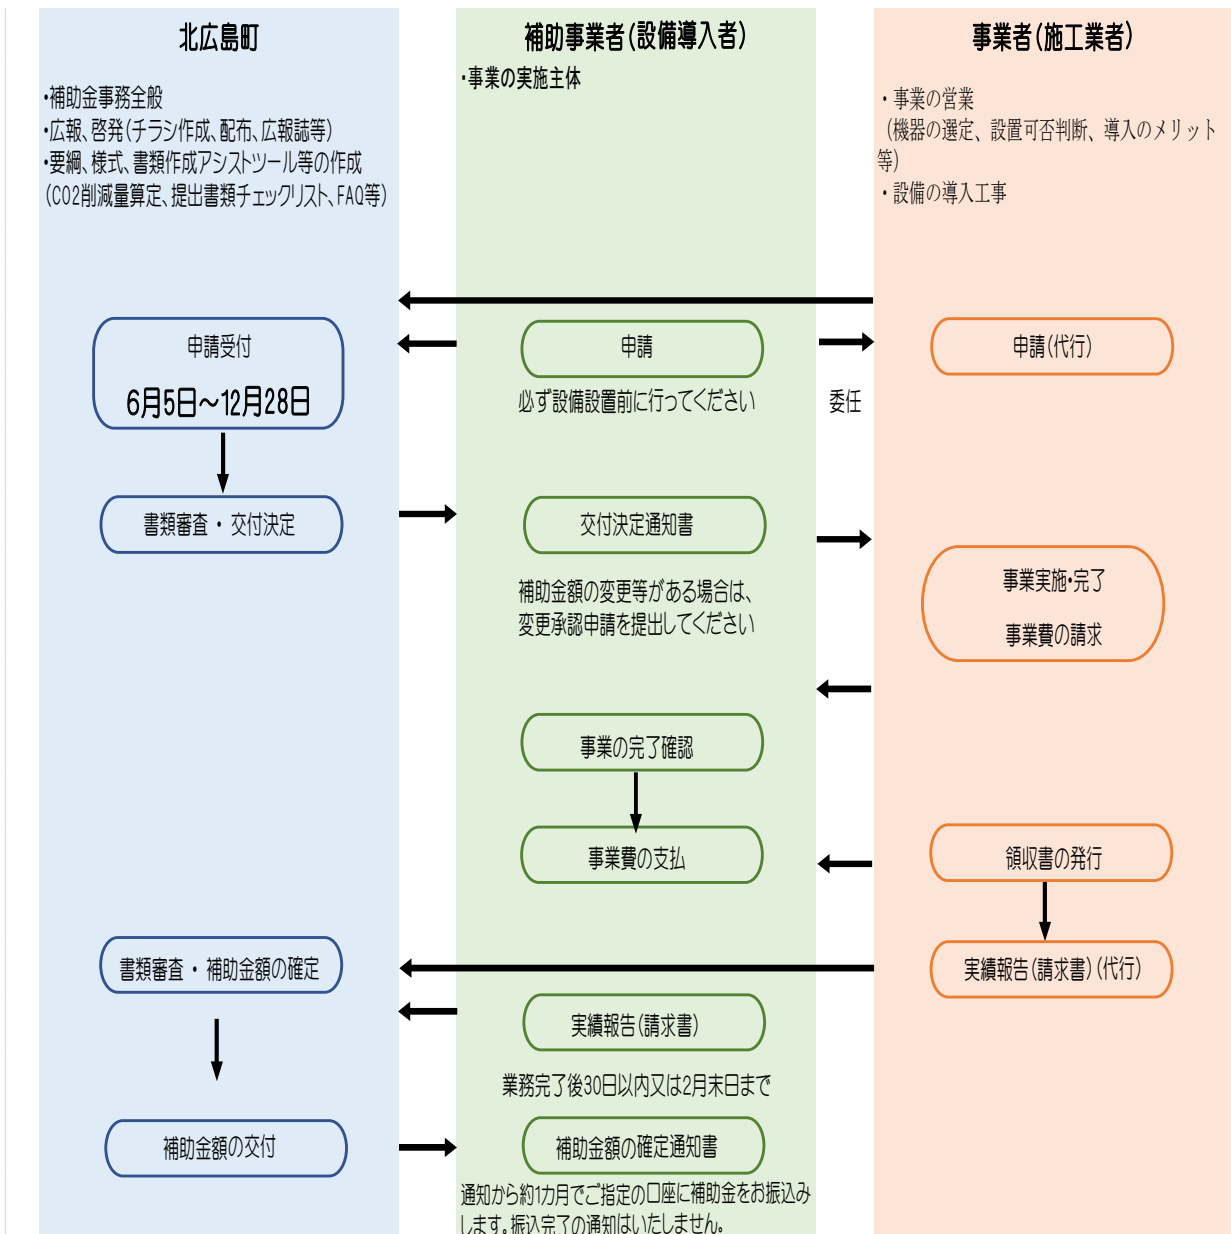 北広島町
・補助金事務全般
・広報、啓発(チラシ作成、配布、広報誌等)
・要綱、様式、書類作成アシストツール等の作成
(CO2削減量算定、提出書類チェックリスト、FAQ等)
補助事業者(設備導入者)
・事業の実施主体
事業者(施工業者)
・事業の営業
(機器の選定、設置可否判断、導入のメリット
等)
・設備の導入工事
申請受付
6月5日～12月28日
申請
必ず設備設置前に行ってください
委任
申請(代行)
書類審査・交付決定
交付決定通知書
補助金額の変更等がある場合は、
変更承認申請を提出してください
事業実施・完了
事業費の請求
事業の完了確認
事業費の支払
領収書の発行
書類審査・補助金額の確定
実績報告(請求書)(代行)
実績報告(請求書)
業務完了後30日以内又は2月末日まで
補助金額の交付
補助金額の確定通知書
通知から約1カ月でご指定の口座に補助金をお振込み
します。振込完了の通知はいたしません。